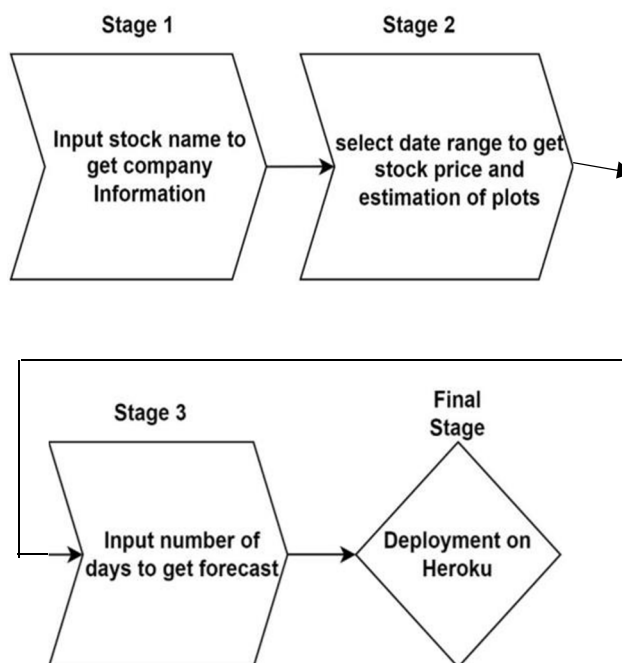 Stage 1
Input stock name to
get company
Information
Stage 2
select date range to get
stock price and
estimation of plots
Stage 3
Input number of
days to get forecast
Final
Stage
Deployment on
Heroku